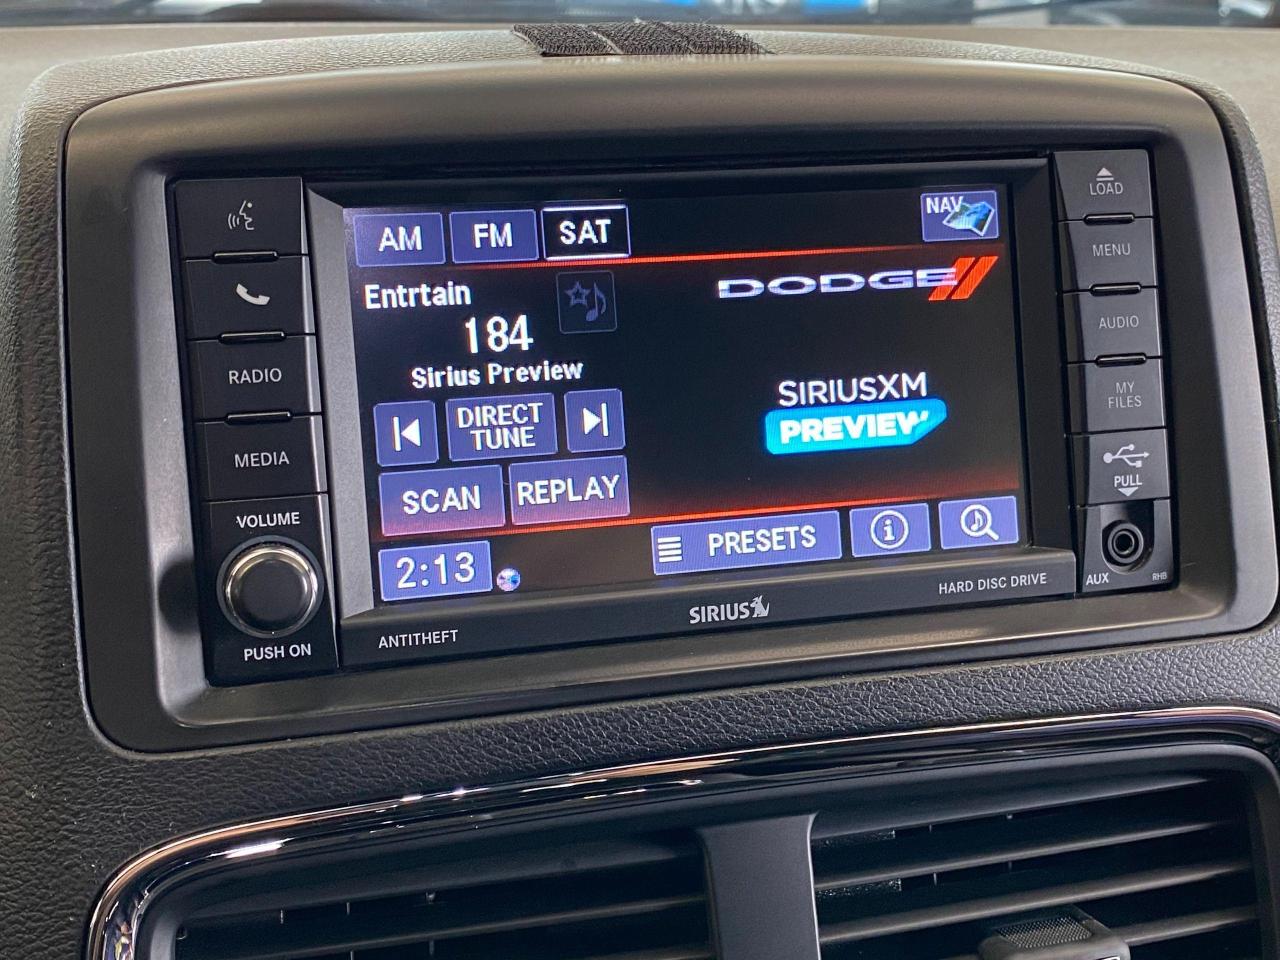 AM FM SAT NAV
Entrtain
184
Sirius Preview
DIRECT
TUNE
SCAN REPLAY
2:13
DODGE
SIRIUSXM
PREVIEW
PRESETS
i
RADIO
MEDIA
VOLUME
PUSH ON
ANTITHEFT
SIRIUS
HARD DISC DRIVE
LOAD
MENU
AUDIO
MY
FILES
PULL
AUX RHB